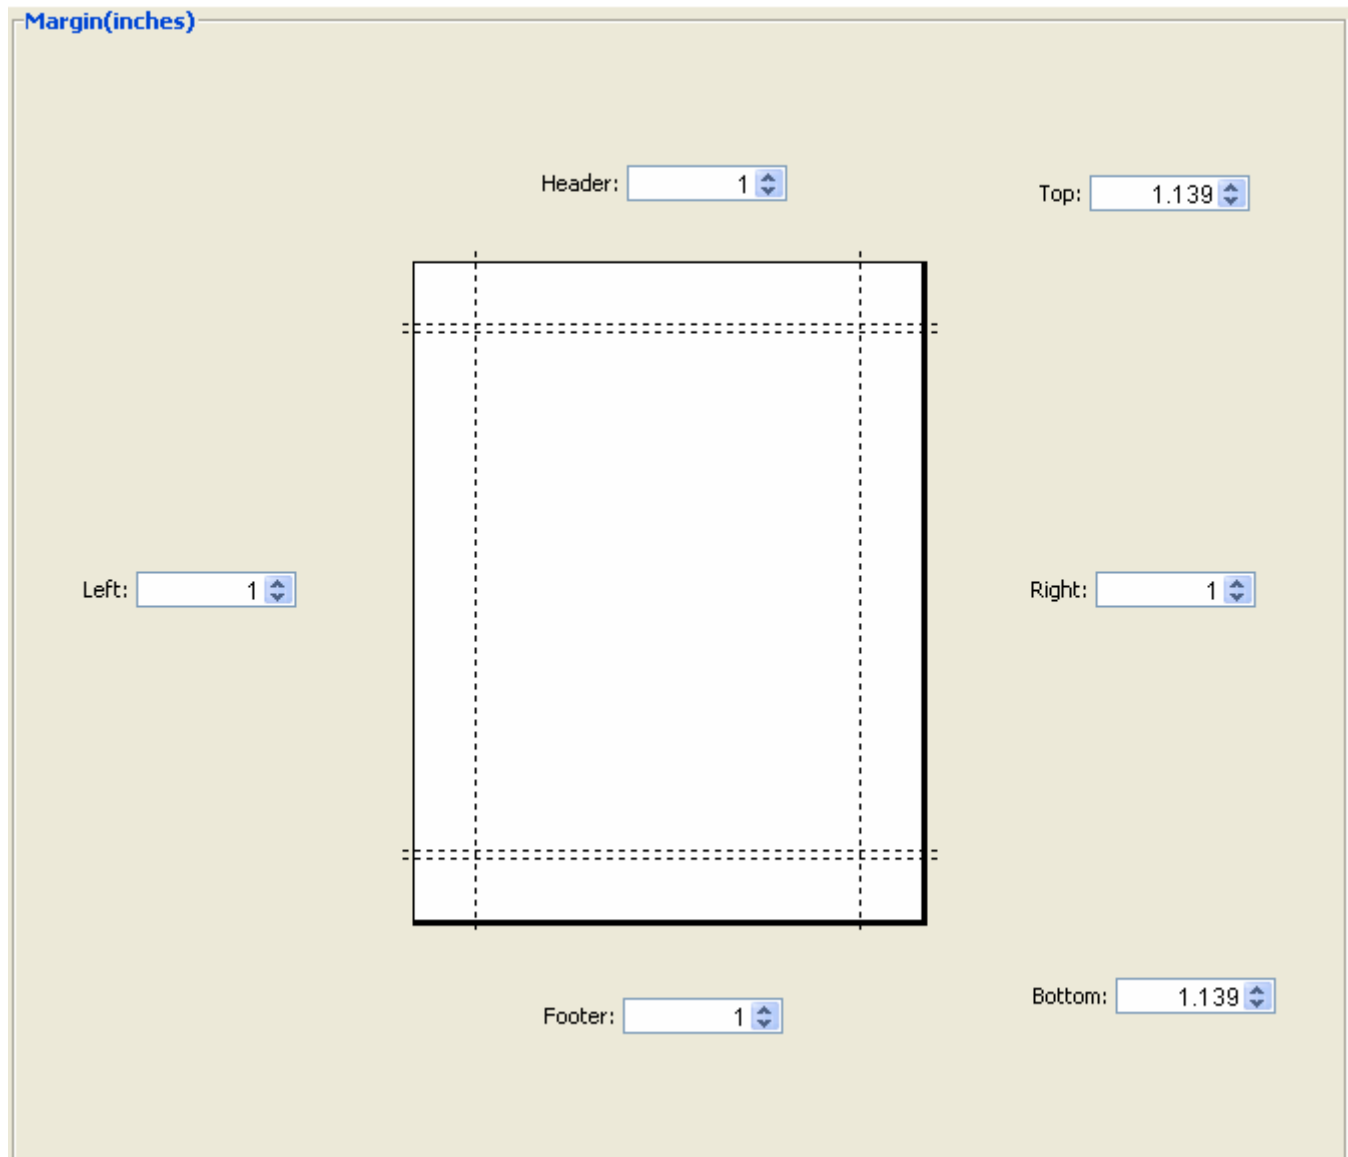 Margin(inches)
Header: 1
Top: 1.139
Left: 1
Right: 1
Bottom: 1.139
Footer: 1